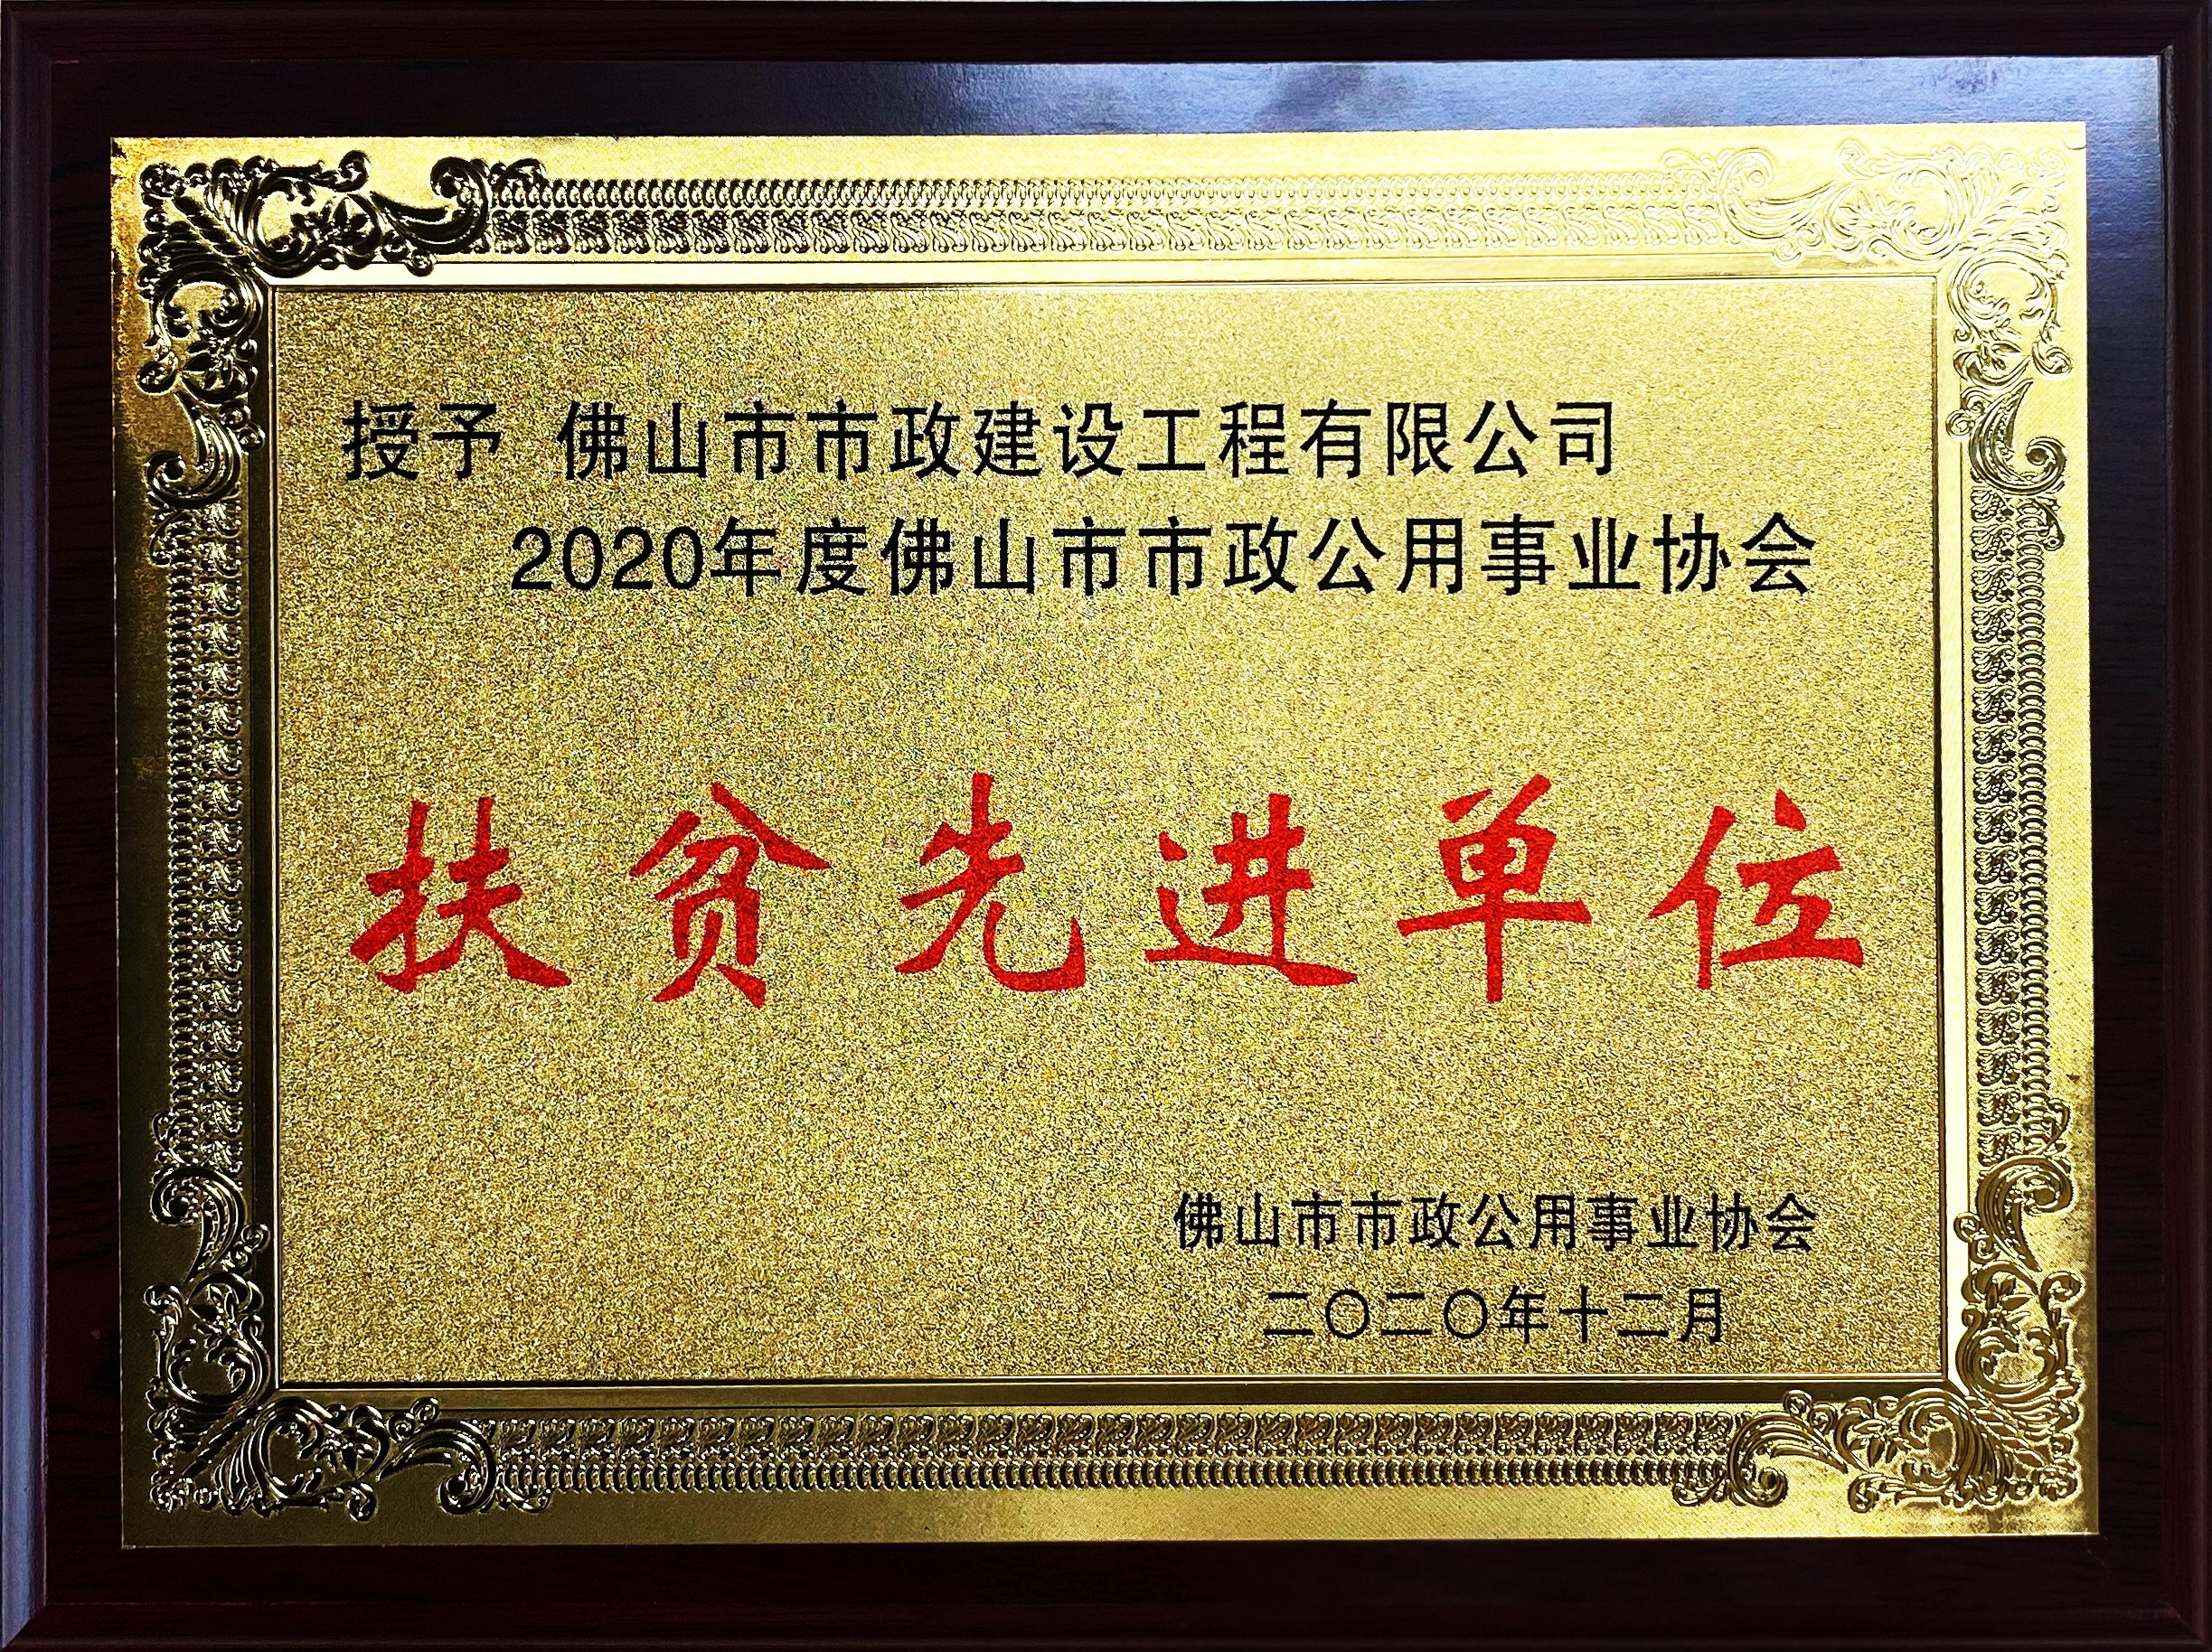 授予 佛山市市政建设工程有限公司
2020年度佛山市市政公用事业协会
扶贫先进单位
佛山市市政公用事业协会
二〇二〇年十二月